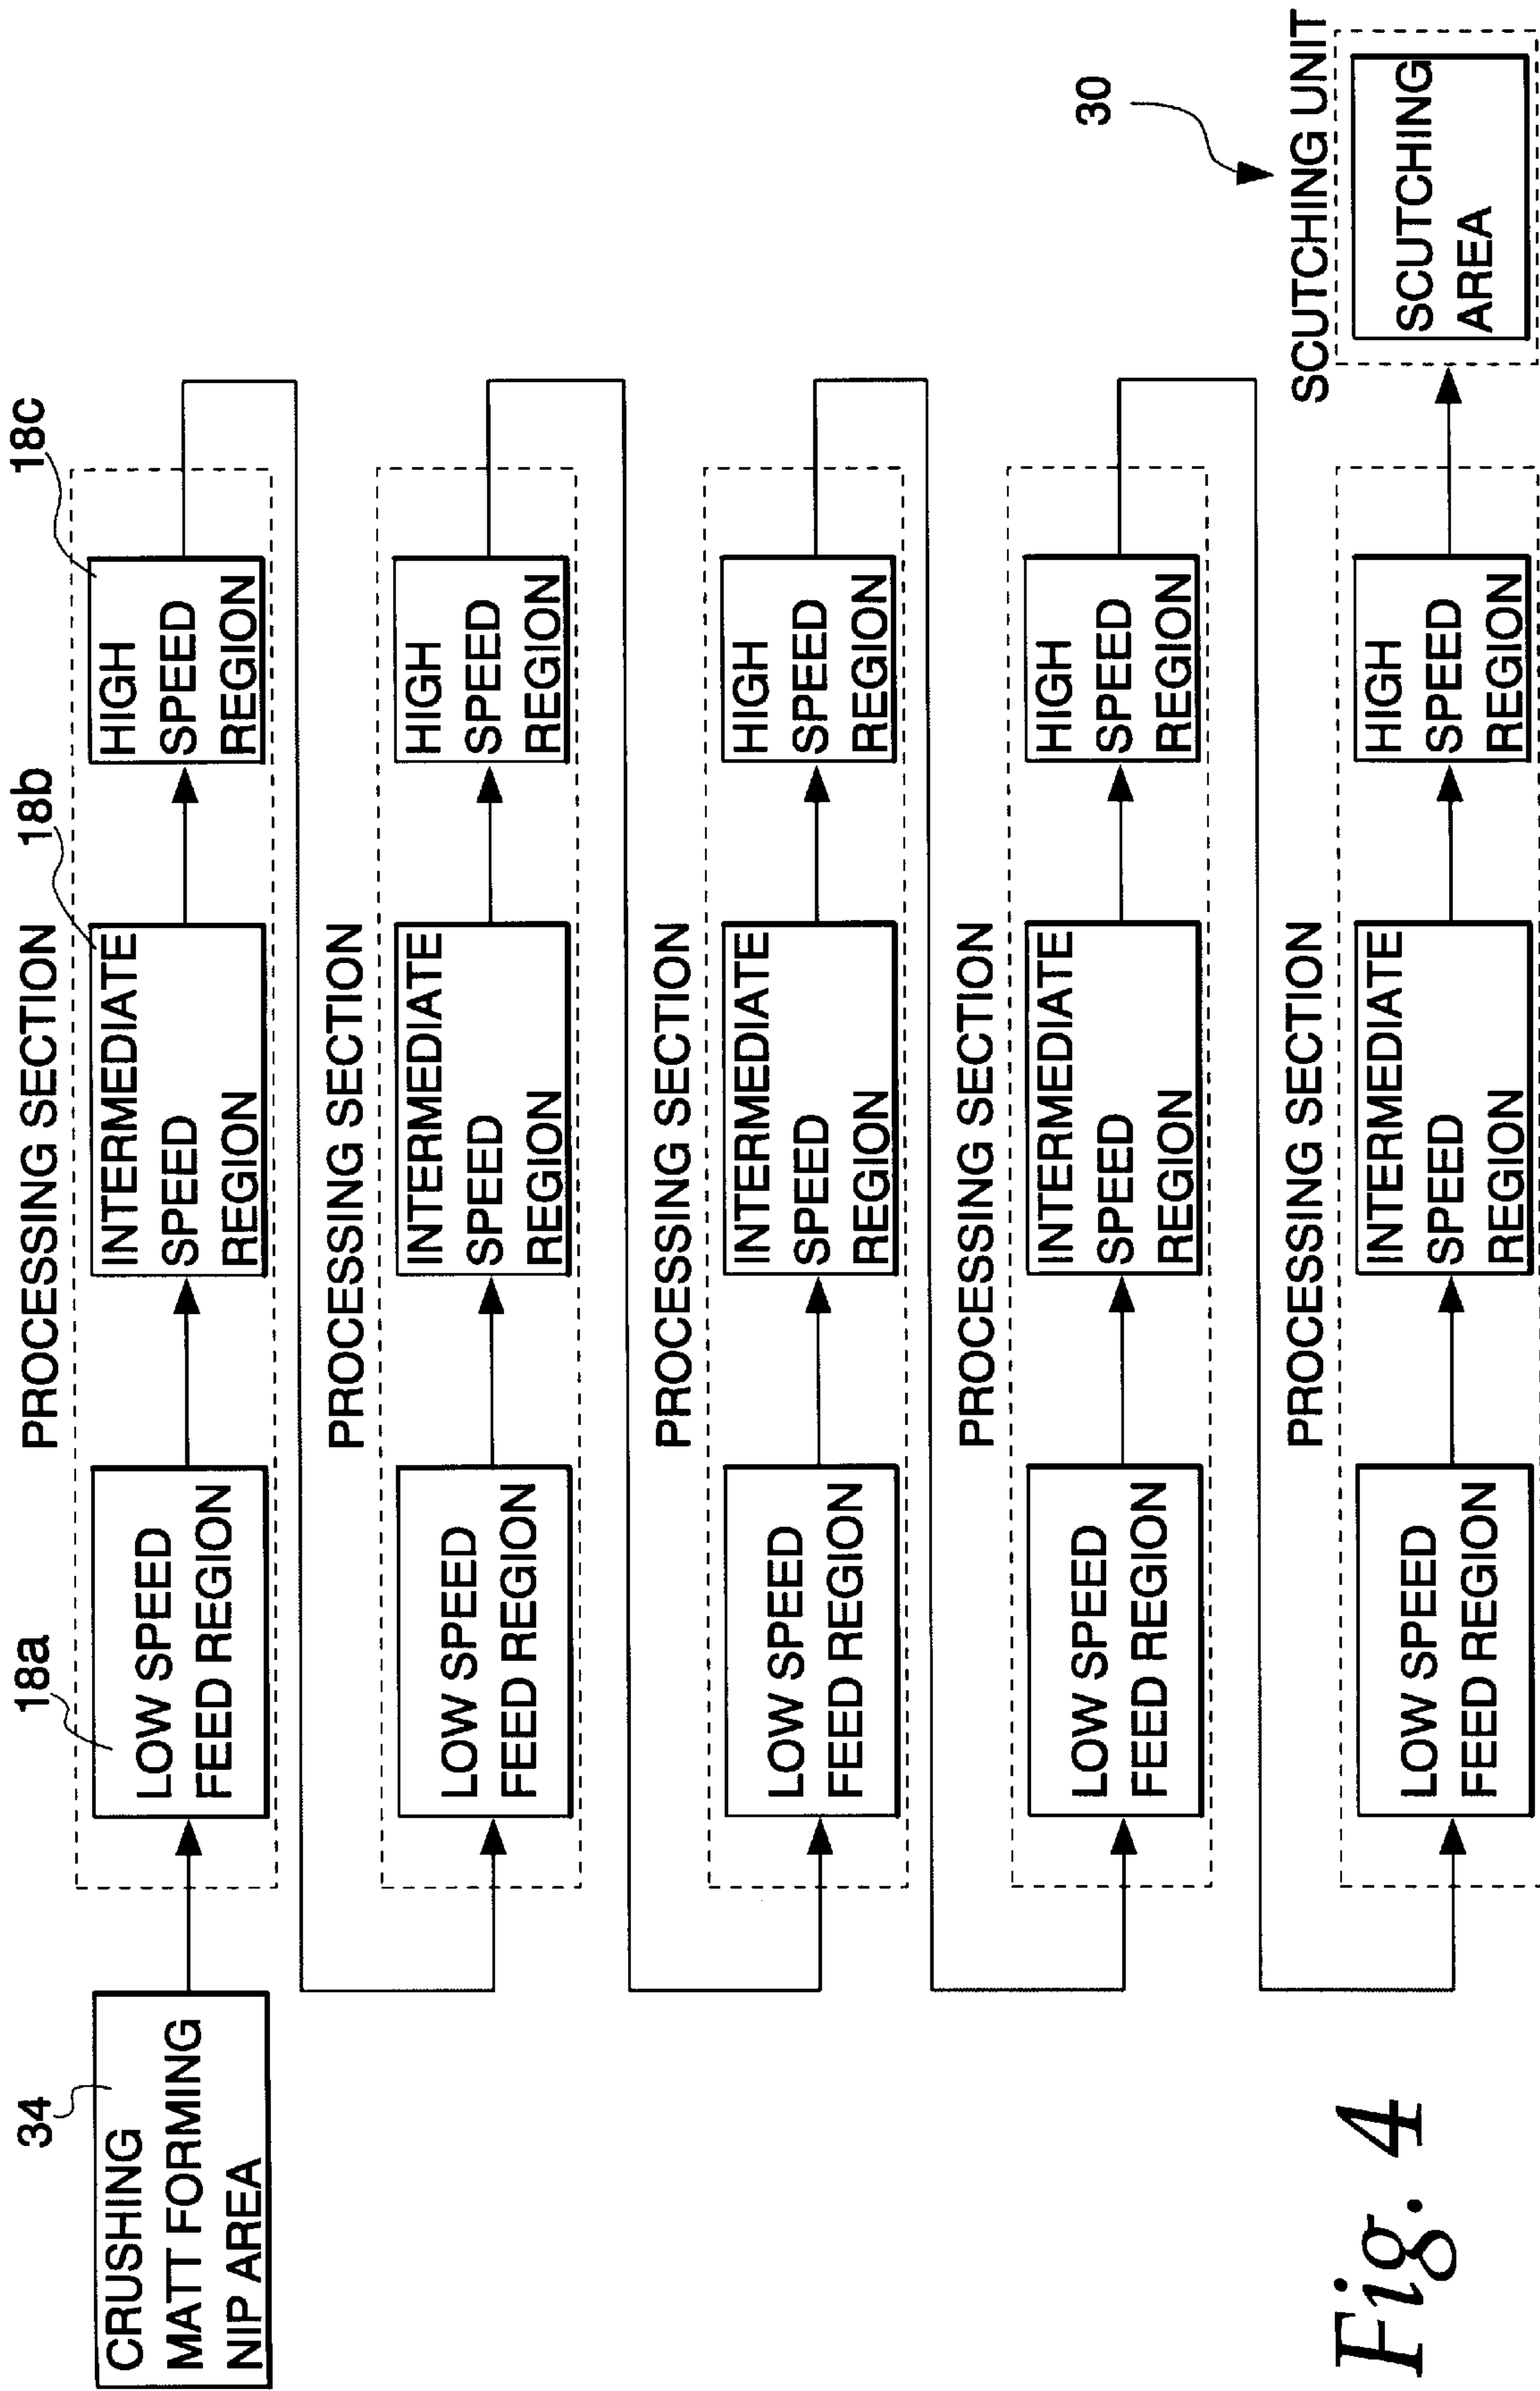 34
CRUSHING
MATT FORMING
NIP AREA
PROCESSING SECTION
18a
LOW SPEED
FEED REGION
18b
INTERMEDIATE
SPEED
REGION
18c
HIGH
SPEED
REGION
PROCESSING SECTION
LOW SPEED
FEED REGION
INTERMEDIATE
SPEED
REGION
HIGH
SPEED
REGION
PROCESSING SECTION
LOW SPEED
FEED REGION
INTERMEDIATE
SPEED
REGION
HIGH
SPEED
REGION
PROCESSING SECTION
LOW SPEED
FEED REGION
INTERMEDIATE
SPEED
REGION
HIGH
SPEED
REGION
PROCESSING SECTION
LOW SPEED
FEED REGION
INTERMEDIATE
SPEED
REGION
HIGH
SPEED
REGION
30
SCUTCHING UNIT
SCUTCHING
AREA
Fig. 4